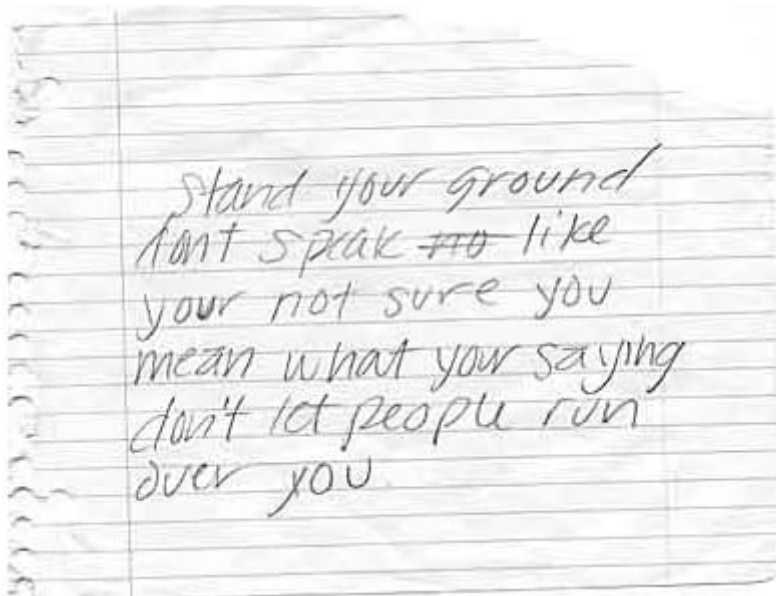 stand your ground
dont speak no like
your not sure you
mean what your saying
don't let people run
over you